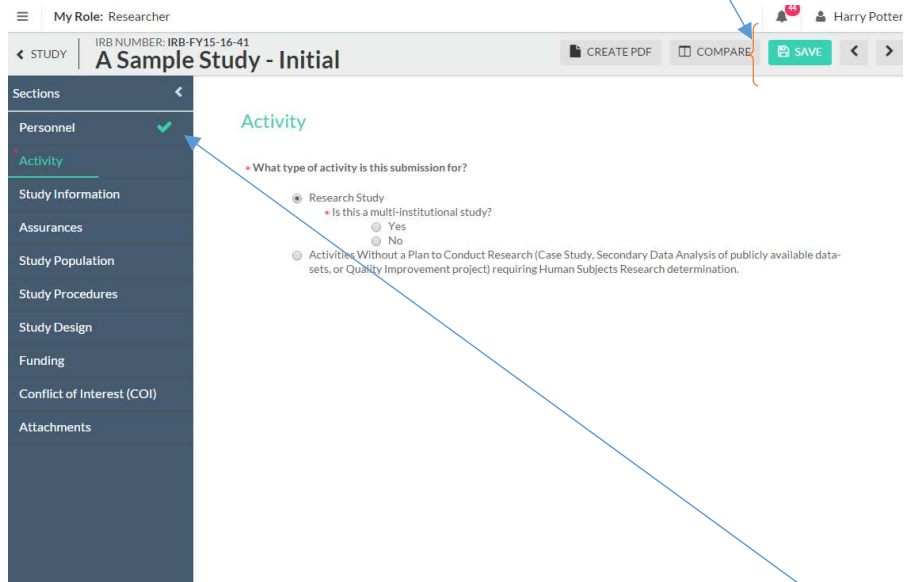 My Role: Researcher
44
Harry Potter
STUDY
IRB NUMBER: IRB-FY15-16-41
A Sample Study - Initial
CREATE PDF
COMPARE
SAVE
Sections
Personnel
* Activity
Study Information
Assurances
Study Population
Study Procedures
Study Design
Funding
Conflict of Interest (COI)
Attachments
Activity
* What type of activity is this submission for?
Research Study
* Is this a multi-institutional study?
Yes
No
Activities Without a Plan to Conduct Research (Case Study, Secondary Data Analysis of publicly available data-
sets, or Quality Improvement project) requiring Human Subjects Research determination.